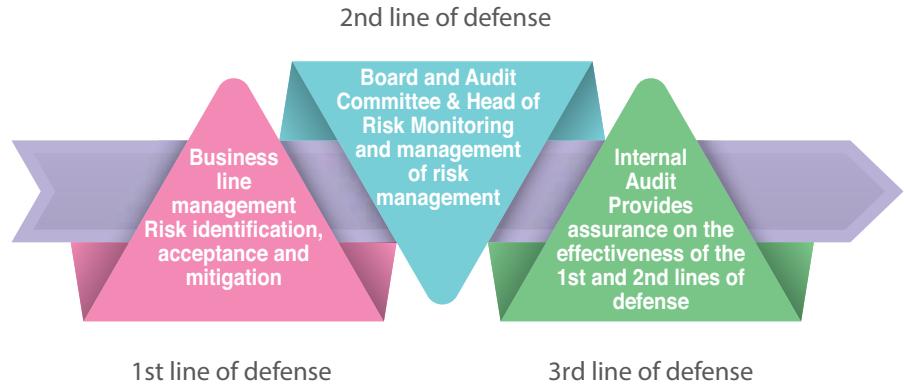 2nd line of defense
Business
line
management
Risk identification,
acceptance and
mitigation
Board and Audit
Committee & Head of
Risk Monitoring
and management
of risk
management
Internal
Audit
Provides
assurance on the
effectiveness of the
1st and 2nd lines of
defense
1st line of defense
3rd line of defense